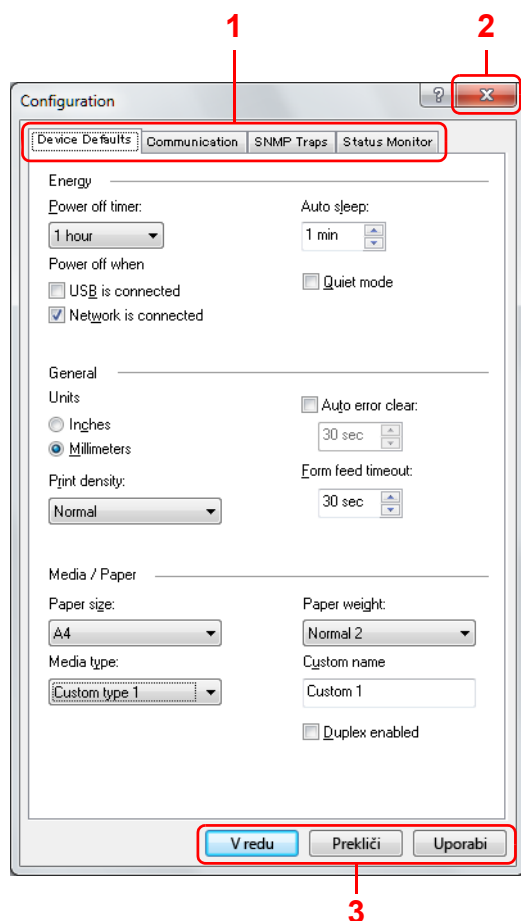 1 2
Configuration
Device Defaults Communication SNMP Traps Status Monitor
Energy
Power off timer: Auto sleep:
1 hour 1 min
Power off when
USB is connected Quiet mode
Network is connected
General
Units Auto error clear:
Inches 30 sec
Millimeters
Print density: Form feed timeout:
Normal 30 sec
Media / Paper
Paper size: Paper weight:
A4 Normal 2
Media type: Custom name
Custom type 1 Custom 1
Duplex enabled
V redu Prekliči Uporabi
3